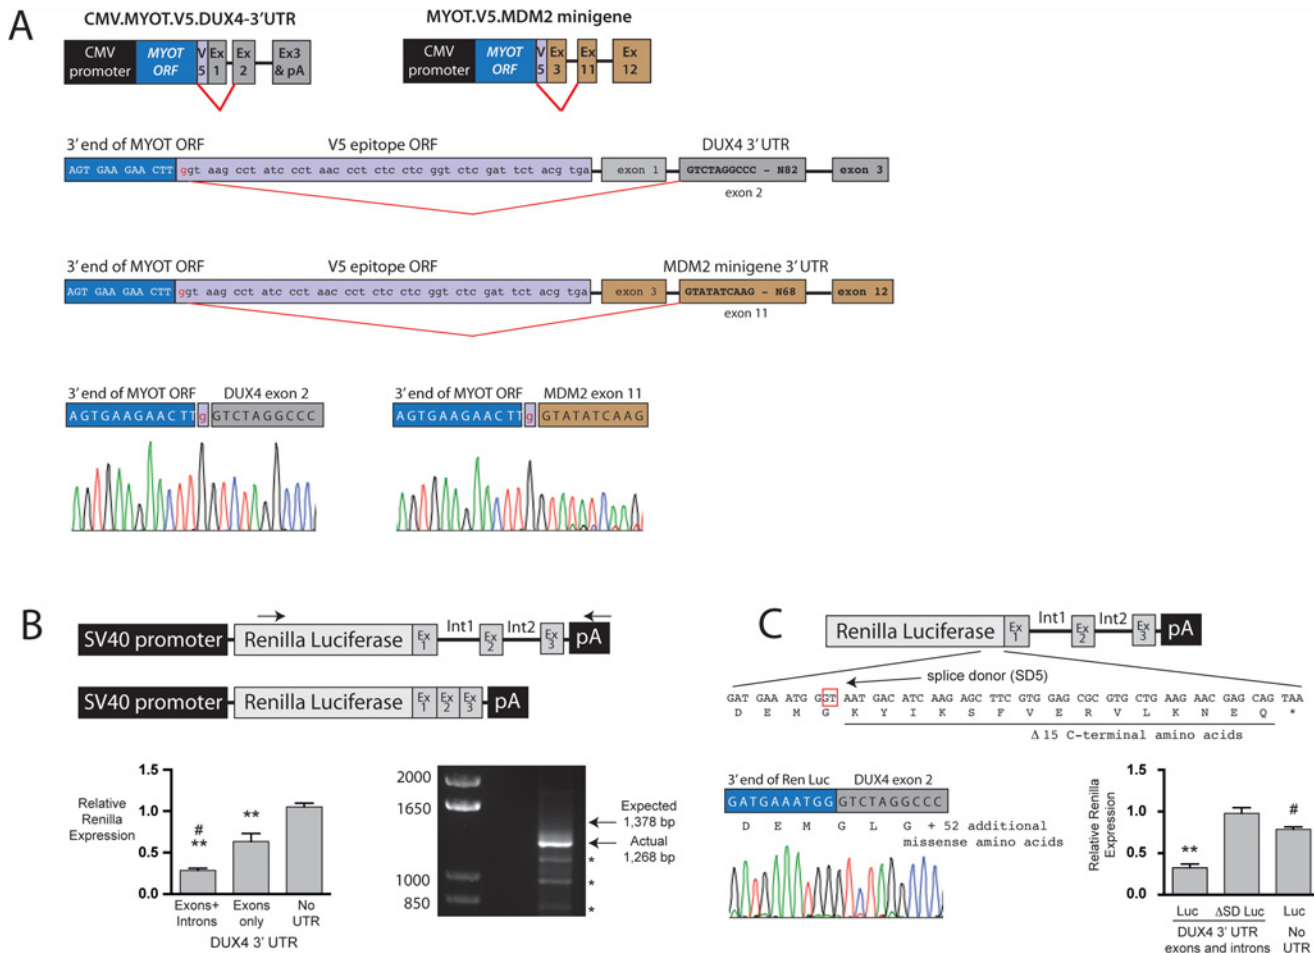 A
CMV.MYOT.V5.DUX4-3'UTR
MYOT.V5.MDM2 minigene
CMV promoter MYOT ORF V5 Ex 1 Ex 2 Ex3 & pA
CMV promoter MYOT ORF V5 Ex 3 Ex 11 Ex 12
3' end of MYOT ORF V5 epitope ORF DUX4 3' UTR
AGT GAA GAA CTT ggt aag cct atc cct aac cct ctc ctc ggt ctc gat tct acg tga exon 1 GTCTAGGCCC - N82 exon 3
exon 2
3' end of MYOT ORF V5 epitope ORF MDM2 minigene 3' UTR
AGT GAA GAA CTT ggt aag cct atc cct aac cct ctc ctc ggt ctc gat tct acg tga exon 3 GTATATCAAG - N68 exon 12
exon 11
3' end of MYOT ORF DUX4 exon 2
AGTGAAGAACTT g GTCTAGGCCC
3' end of MYOT ORF MDM2 exon 11
AGTGAAGAACTT g GTATATCAAG
B
SV40 promoter Renilla Luciferase Ex 1 Int1 Ex 2 Int2 Ex 3 pA
SV40 promoter Renilla Luciferase Ex 1 Ex 2 Ex 3 pA
Relative
Renilla
Expression
1.5
1.0
0.5
0.0
#
**
**
Exons+
Introns
Exons
only
No
UTR
DUX4 3' UTR
2000
1650
1000
850
Expected
1,378 bp
Actual
1,268 bp
*
*
*
C
Renilla Luciferase Ex 1 Int1 Ex 2 Int2 Ex 3 pA
splice donor (SD5)
GAT GAA ATG GGT AAT GACATC AAG AGC TTC GTG GAG CGC GTG CTG AAG AAC GAG CAG TAA
D E M G K Y I K S F V E R V L K N E Q *
Δ 15 C-terminal amino acids
3' end of Ren Luc DUX4 exon 2
GATGAAATGG GTCTAGGCCC
D E M G L G + 52 additional
missense amino acids
Relative Renilla
Expression
1.5
1.0
0.5
0.0
**
#
Luc ΔSD Luc Luc
DUX4 3' UTR
exons and introns
No
UTR